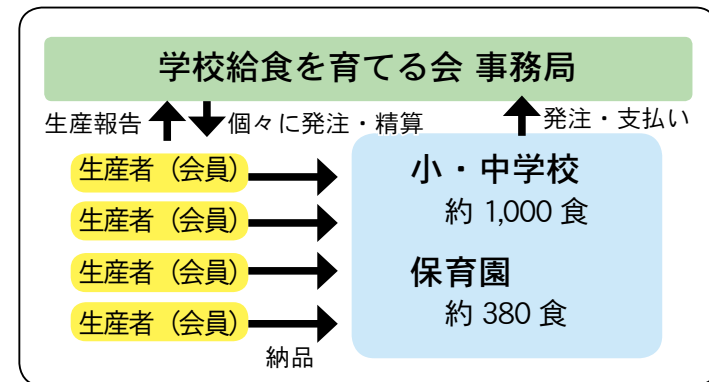 学校給食を育てる会 事務局
生産報告
個々に発注・精算
発注・支払い
生産者（会員）
生産者（会員）
生産者（会員）
生産者（会員）
納品
小・中学校
約 1,000 食
保育園
約 380 食